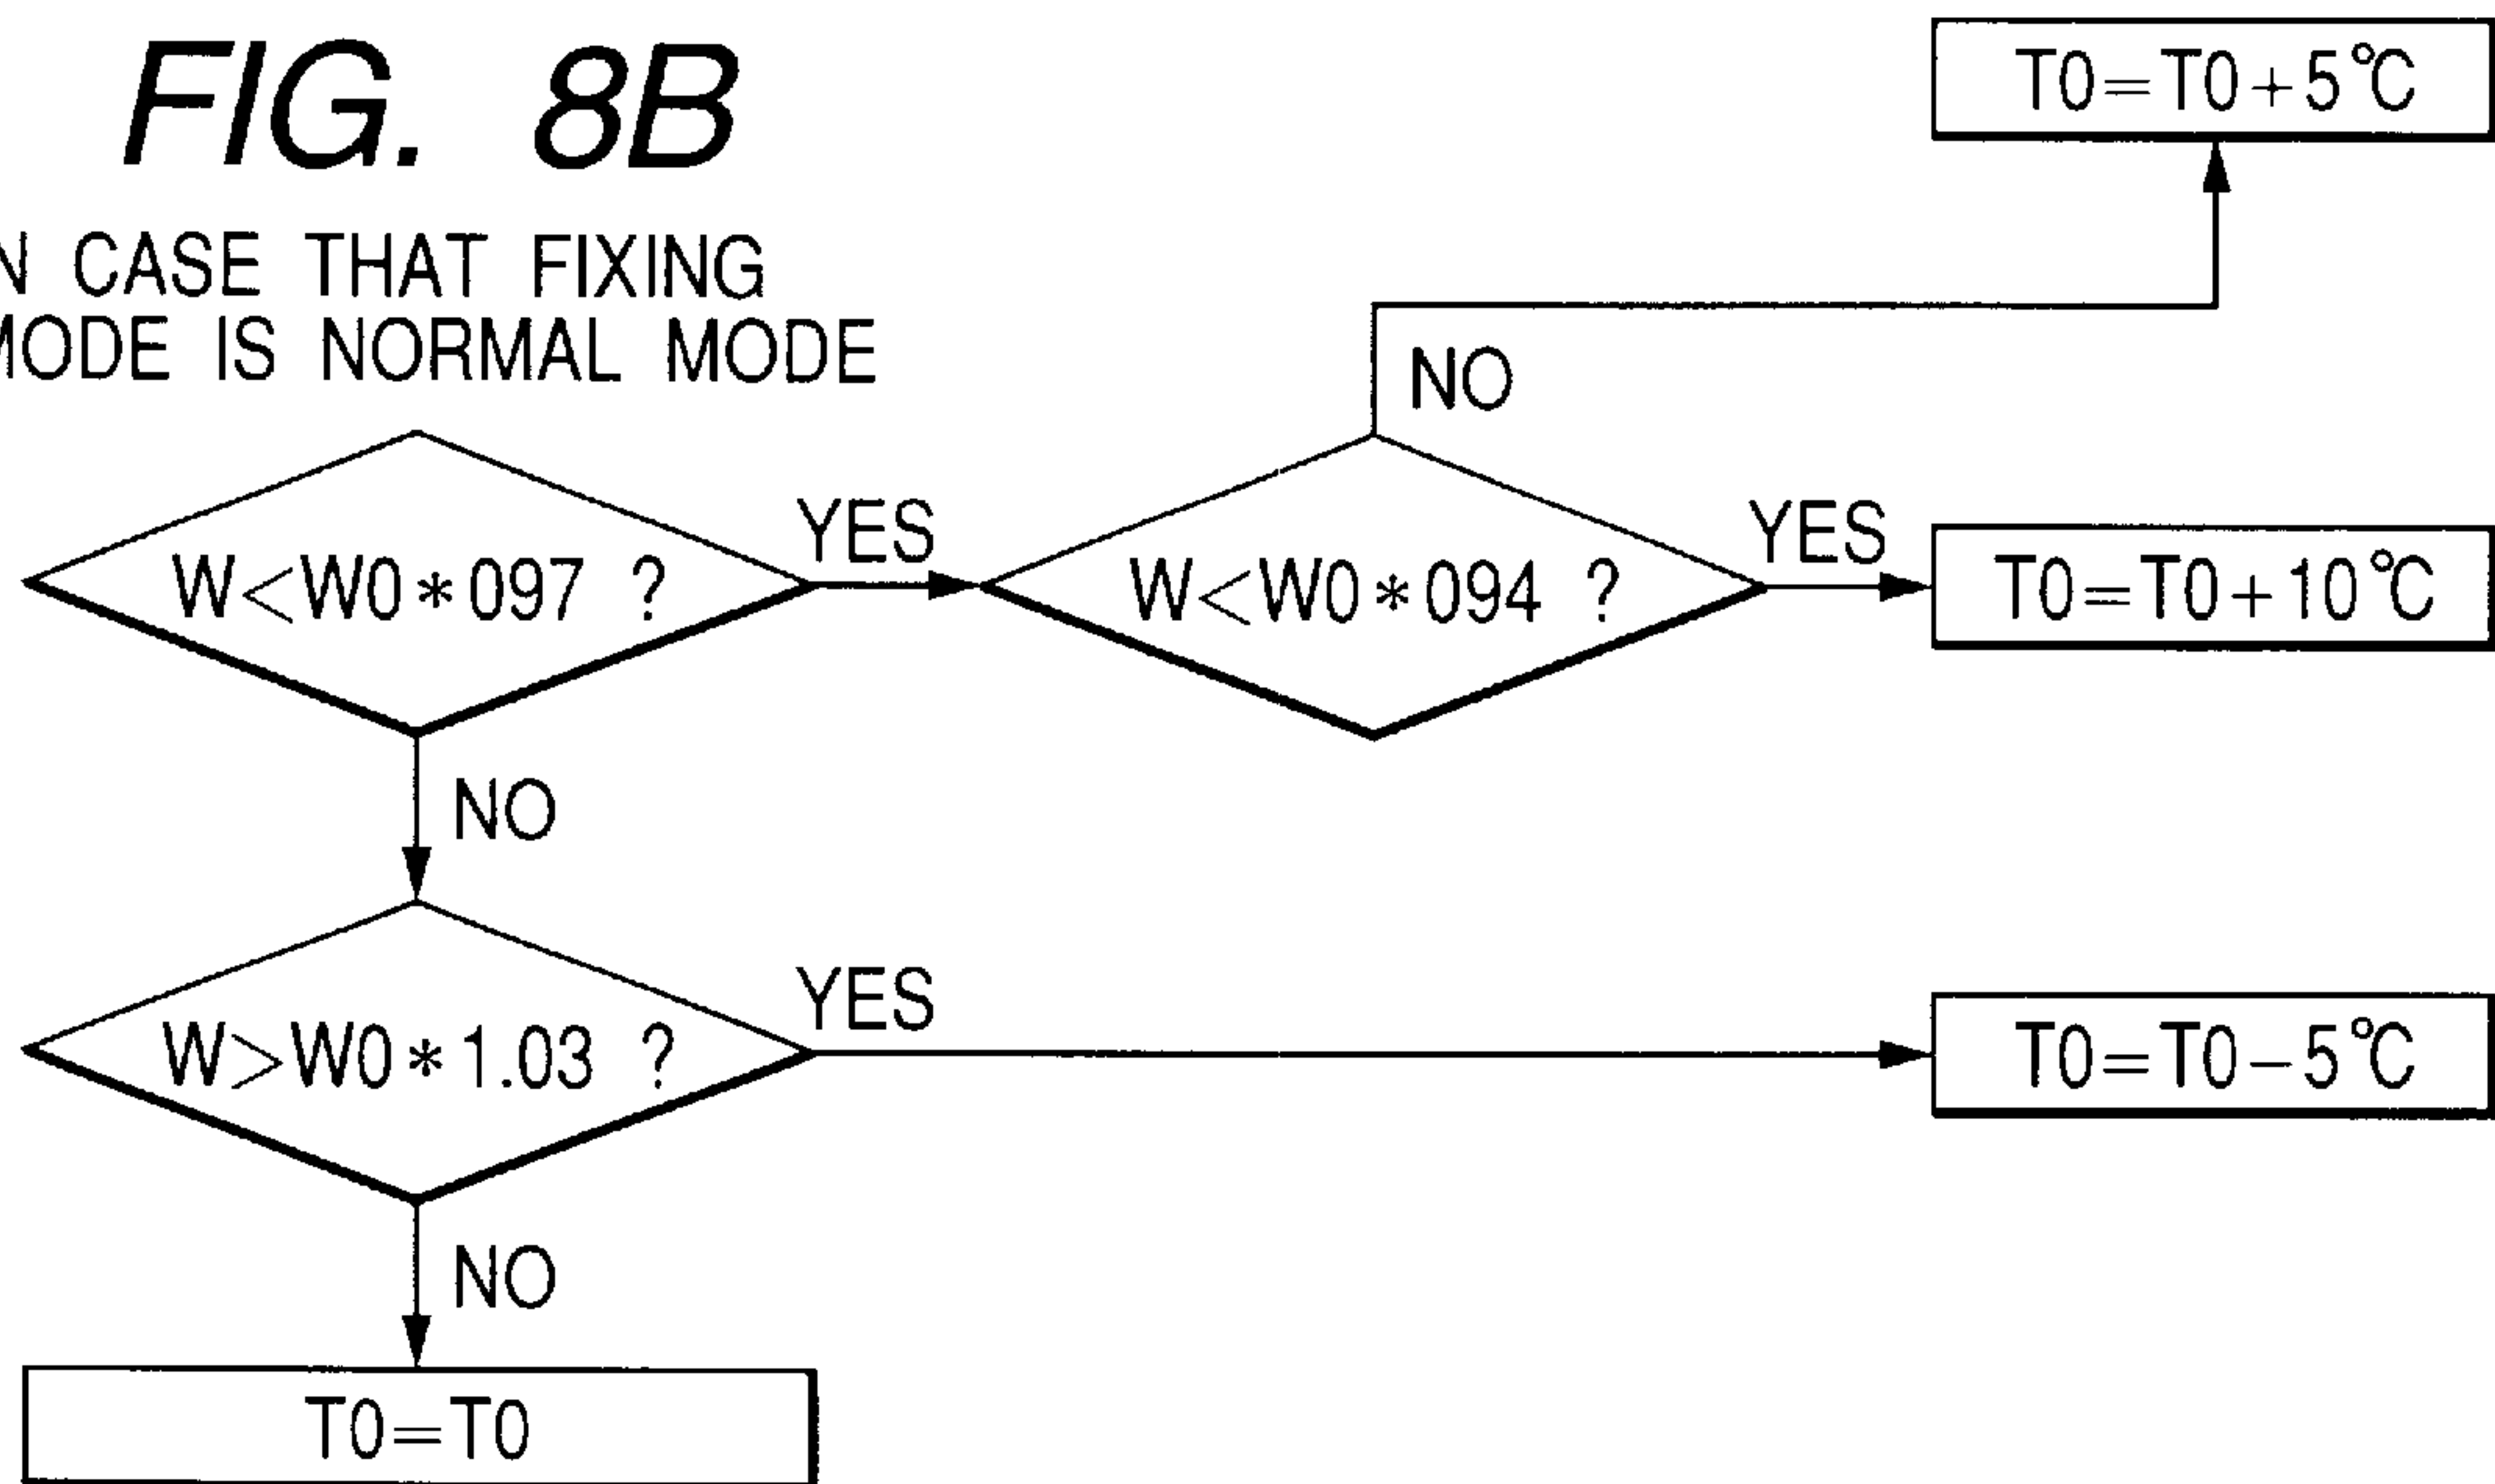 FIG. 8B
N CASE THAT FIXING
MODE IS NORMAL MODE
T0=T0+5℃
NO
W<W0*097 ?
YES
W<W0*094 ?
YES
T0=T0+10℃
NO
W>W0*1.03 ?
YES
T0=T0−5℃
NO
T0=T0